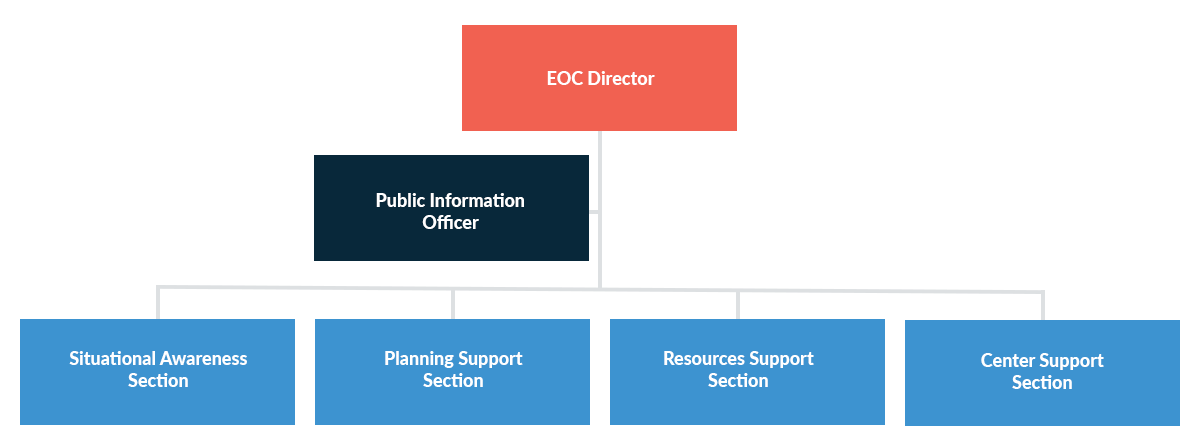 EOC Director
Public Information
Officer
Situational Awareness
Section
Planning Support
Section
Resources Support
Section
Center Support
Section